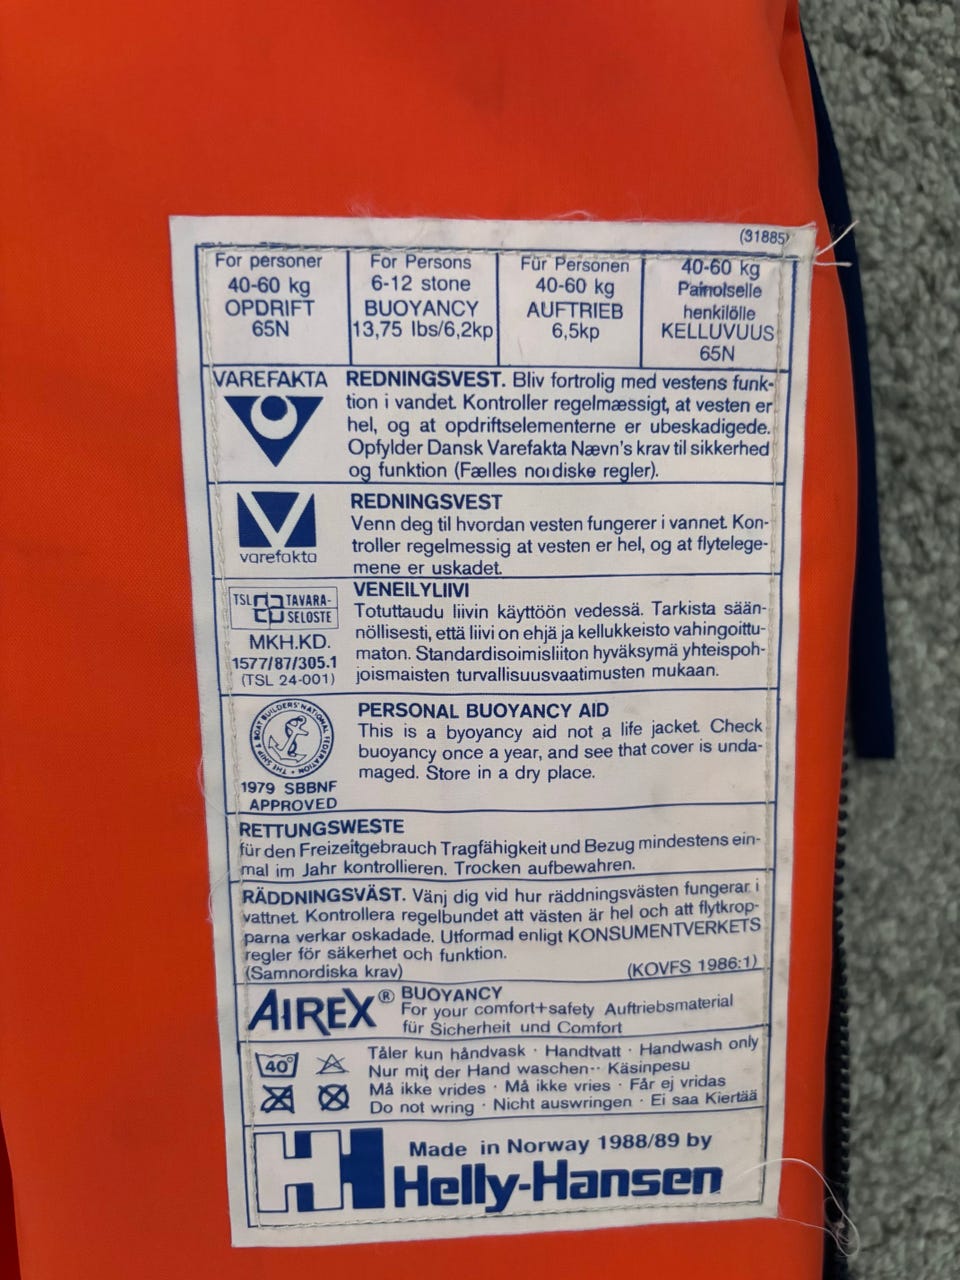 (31885)
For personer
40-60 kg
OPDRIFT
65N
For Persons
6-12 stone
BUOYANCY
13,75 lbs/6,2kp
Für Personen
40-60 kg
AUFTRIEB
6,5kp
40-60 kg
Painoiselle
henkilölle
KELLUVUUS
65N
VAREFAKTA
REDNINGSVEST. Bliv fortrolig med vestens funk-
tion i vandet. Kontroller regelmæssigt, at vesten er
hel, og at opdriftselementerne er ubeskadigede.
Opfylder Dansk Varefakta Nævn's krav til sikkerhed
og funktion (Fælles nordiske regler).
varefakta
REDNINGSVEST
Venn deg til hvordan vesten fungerer i vannet. Kon-
troller regelmessig at vesten er hel, og at flytelege-
mene er uskadet.
TSL TAVARA-
SELOSTE
MKH.KD.
1577/87/305.1
(TSL 24-001)
VENEILYLIIVI
Totuttaudu liivin käyttöön vedessä. Tarkista sään-
nöllisesti, että liivi on ehjä ja kellukkeisto vahingoittu-
maton. Standardisoimisliiton hyväksymä yhteispoh-
joismaisten turvallisuusvaatimusten mukaan.
THE SHIP & BOAT BUILDERS' NATIONAL FEDERATION
1979 SBBNF
APPROVED
PERSONAL BUOYANCY AID
This is a byoyancy aid not a life jacket. Check
buoyancy once a year, and see that cover is unda-
maged. Store in a dry place.
RETTUNGSWESTE
für den Freizeitgebrauch Tragfähigkeit und Bezug mindestens ein-
mal im Jahr kontrollieren. Trocken aufbewahren.
RÄDDNINGSVÄST. Vänj dig vid hur räddningsvästen fungerar i
vattnet. Kontrollera regelbundet att västen är hel och att flytkrop-
parna verkar oskadade. Utformad enligt KONSUMENTVERKETS
regler för säkerhet och funktion.
(Samnordiska krav) (KOVFS 1986:1)
AIREX® BUOYANCY
For your comfort+safety Auftriebsmaterial
für Sicherheit und Comfort
40°
Tåler kun håndvask · Handtvatt · Handwash only
Nur mit der Hand waschen·· Käsinpesu
Må ikke vrides · Må ikke vries · Får ej vridas
Do not wring · Nicht auswringen · Ei saa Kiertää
Made in Norway 1988/89 by
HH Helly-Hansen